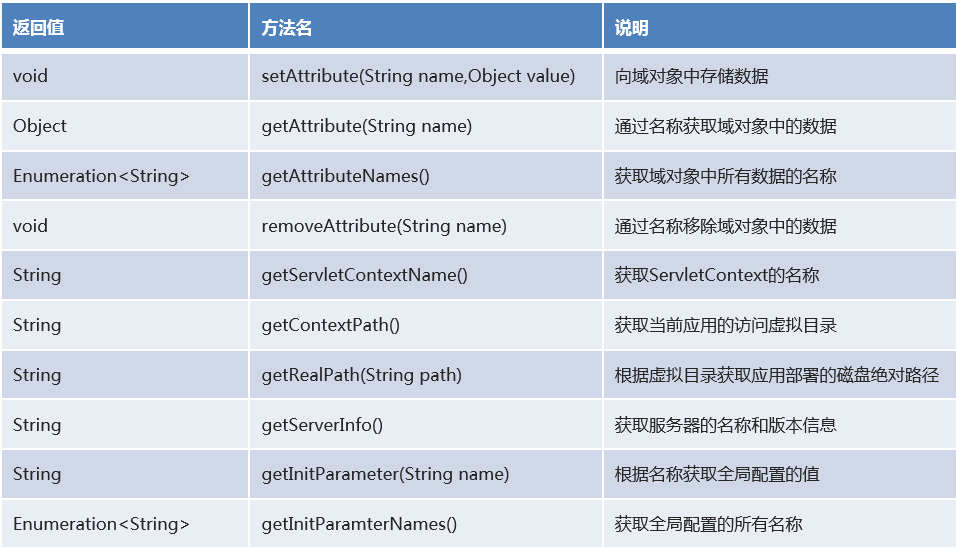 返回值 方法名 说明
void setAttribute(String name,Object value) 向域对象中存储数据
Object getAttribute(String name) 通过名称获取域对象中的数据
Enumeration<String> getAttributeNames() 获取域对象中所有数据的名称
void removeAttribute(String name) 通过名称移除域对象中的数据
String getServletContextName() 获取ServletContext的名称
String getContextPath() 获取当前应用的访问虚拟目录
String getRealPath(String path) 根据虚拟目录获取应用部署的磁盘绝对路径
String getServerInfo() 获取服务器的名称和版本信息
String getInitParameter(String name) 根据名称获取全局配置的值
Enumeration<String> getInitParamterNames() 获取全局配置的所有名称